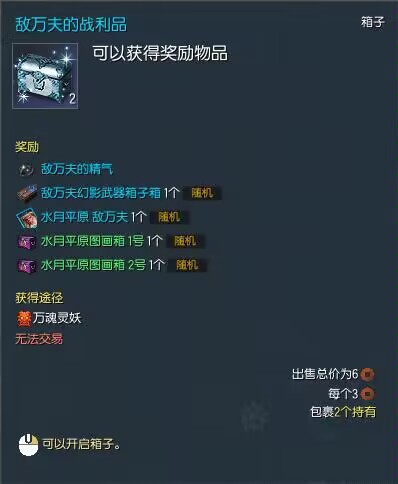 敌万夫的战利品
箱子
可以获得奖励物品
2
奖励
敌万夫的精气
敌万夫幻影武器箱子箱 1个 随机
水月平原 敌万夫 1个 随机
水月平原图画箱 1号 1个 随机
水月平原图画箱 2号 1个 随机
获得途径
万魂灵妖
无法交易
出售总价为6
每个3
包裹2个持有
可以开启箱子。